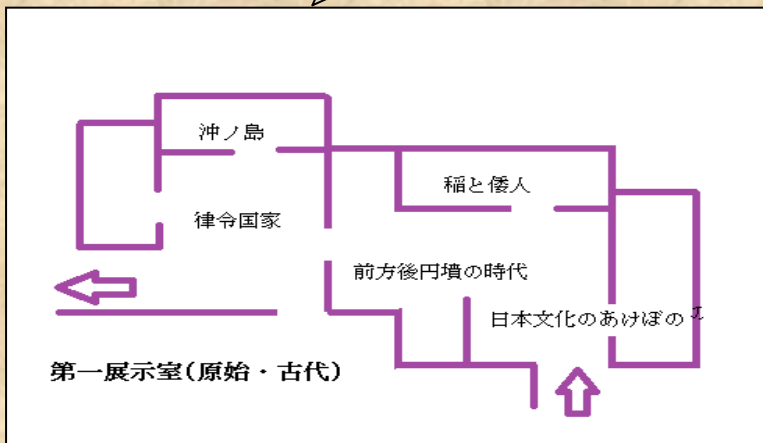 沖ノ島
稲と倭人
律令国家
前方後円墳の時代
日本文化のあけぼの
第一展示室(原始・古代)